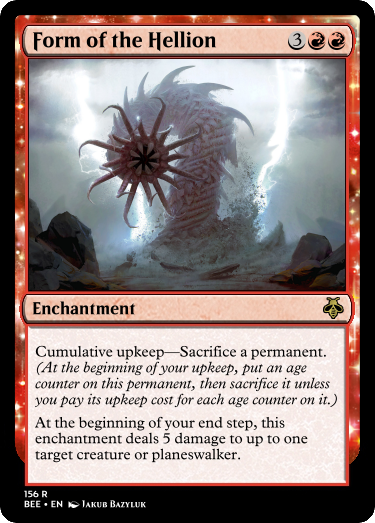 Form of the Hellion 3
Enchantment
Cumulative upkeep—Sacrifice a permanent.
(At the beginning of your upkeep, put an age
counter on this permanent, then sacrifice it unless
you pay its upkeep cost for each age counter on it.)
At the beginning of your end step, this
enchantment deals 5 damage to up to one
target creature or planeswalker.
156 R
BEE • EN Jakub Bazyluk